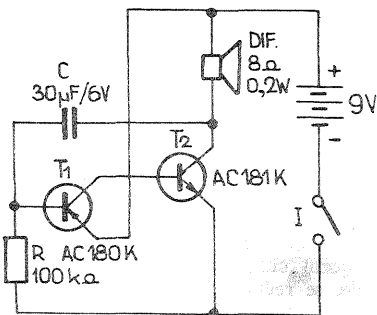 DIF.
8Ω
0,2W
C
30µF/6V
+
9V
-
T2
AC181K
T1
I
R AC180K
100kΩ